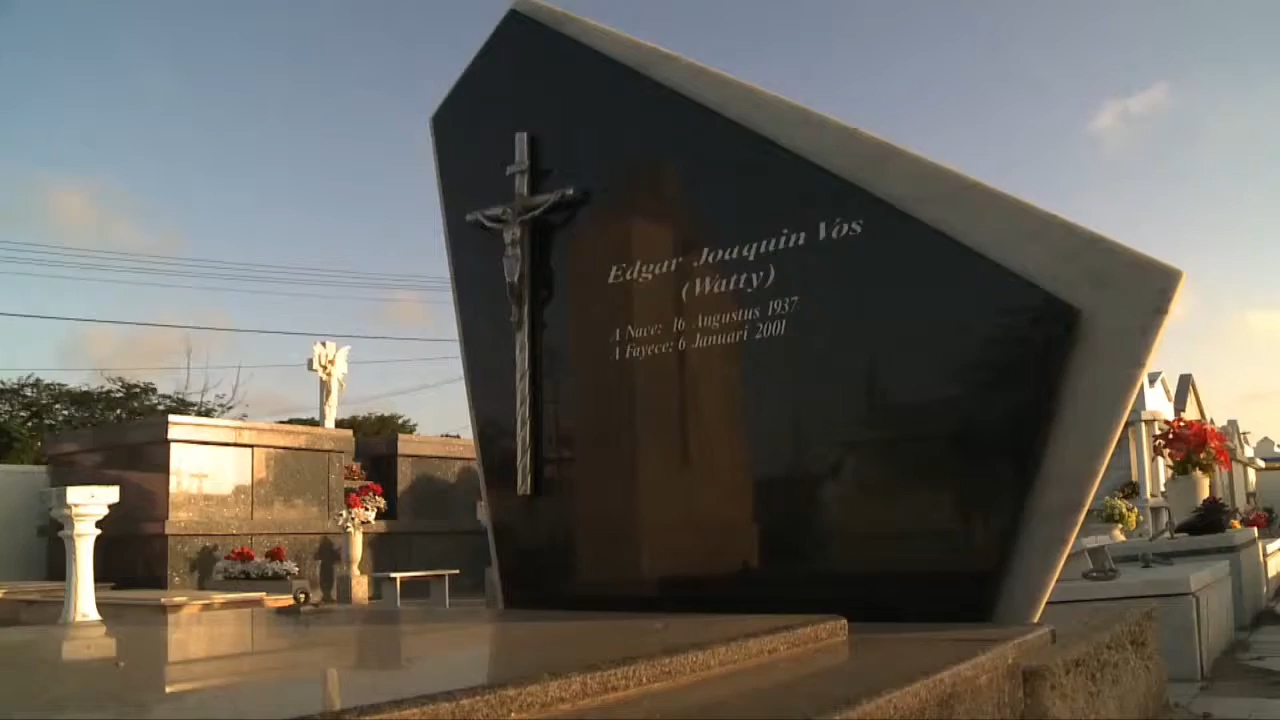 Edgar Joaquin Vos
(Watty)
A Nace: 16 Augustus 1937
A Fayece: 6 Januari 2001